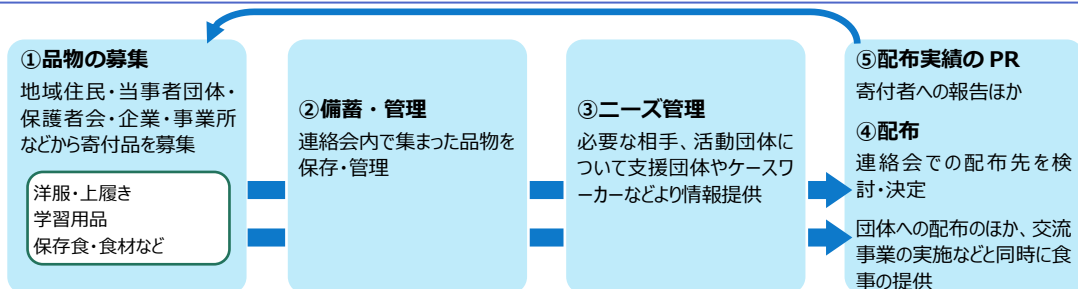 ①品物の募集
地域住民・当事者団体・
保護者会・企業・事業所
などから寄付品を募集
洋服・上履き
学習用品
保存食・食材など
②備蓄・管理
連絡会内で集まった品物を
保存・管理
③ニーズ管理
必要な相手、活動団体に
ついて支援団体やケースワ
ーカーなどより情報提供
⑤配布実績の PR
寄付者への報告ほか
④配布
連絡会での配布先を検
討・決定
団体への配布のほか、交流
事業の実施などと同時に食
事の提供